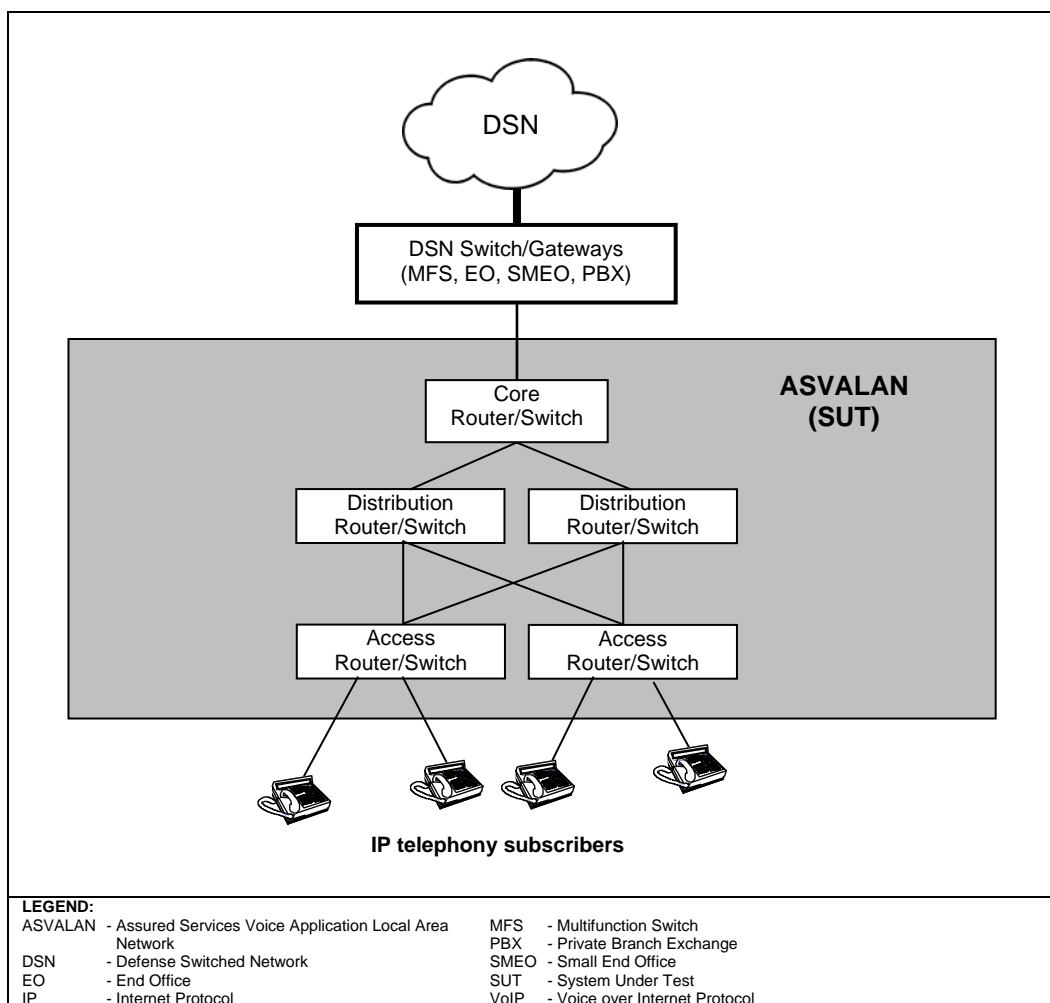 DSN
DSN Switch/Gateways
(MFS, EO, SMEO, PBX)
ASVALAN
(SUT)
Core
Router/Switch
Distribution
Router/Switch
Distribution
Router/Switch
Access
Router/Switch
Access
Router/Switch
IP telephony subscribers
LEGEND:
ASVALAN - Assured Services Voice Application Local Area
Network
DSN - Defense Switched Network
EO - End Office
IP - Internet Protocol
MFS - Multifunction Switch
PBX - Private Branch Exchange
SMEO - Small End Office
SUT - System Under Test
VoIP - Voice over Internet Protocol